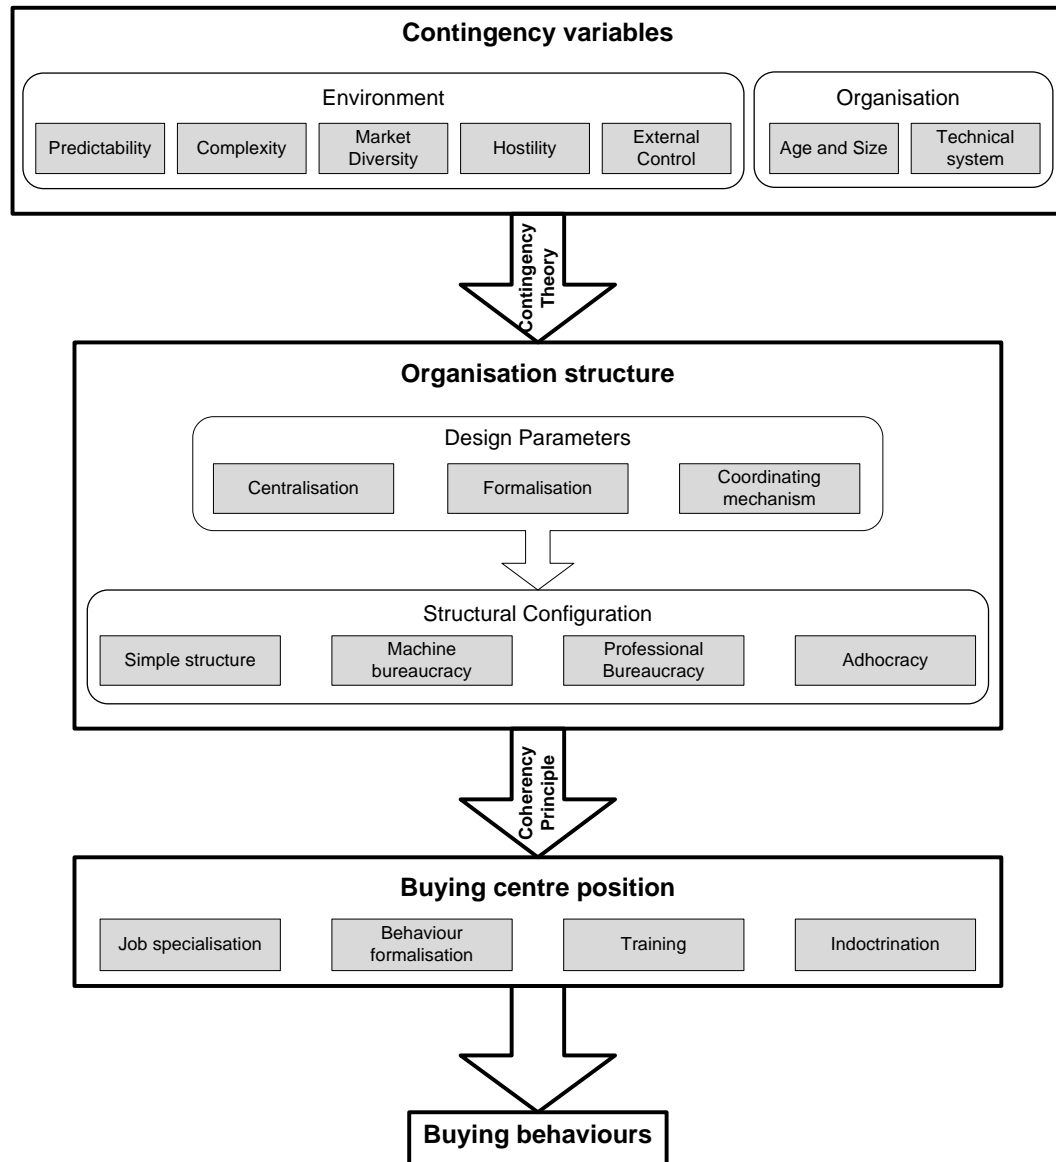 Contingency variables
Environment
Organisation
Predictability
Complexity
Market
Diversity
Hostility
External
Control
Age and Size
Technical
system
Contingency
Theory
Organisation structure
Design Parameters
Centralisation
Formalisation
Coordinating
mechanism
Structural Configuration
Simple structure
Machine
bureaucracy
Professional
Bureaucracy
Adhocracy
Coherency
Principle
Buying centre position
Job specialisation
Behaviour
formalisation
Training
Indoctrination
Buying behaviours